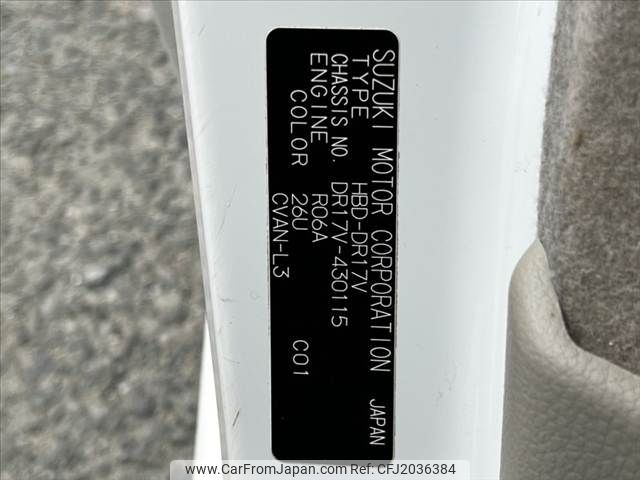 SUZUKI MOTOR CORPORATION JAPAN
TYPE HBD-DR17V
CHASSIS NO. DR17V-430115
ENGINE R06A
COLOR 26U C01
CVAN-L3
www.CarFromJapan.com - CFJ2036384